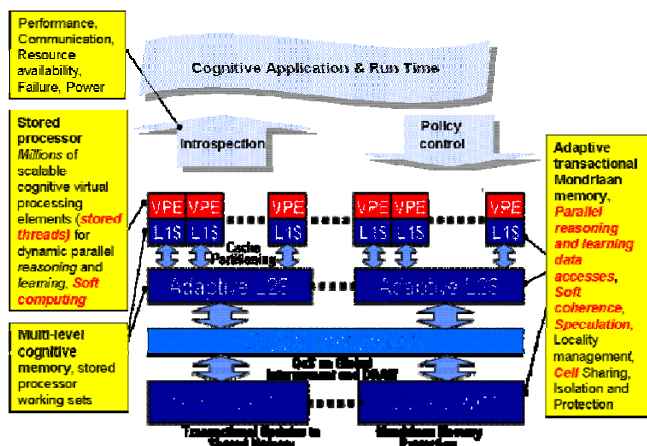 Performance,
Communication,
Resource
availability,
Failure, Power
Cognitive Application & Run Time
Introspection
Policy
control
Stored
processor
Millions of
scalable
cognitive virtual
processing
elements (stored
threads) for
dynamic parallel
reasoning and
learning, Soft
computing
Multi-level
cognitive
memory, stored
processor
working sets
VPE VPE VPE VPE VPE VPE
L1$ L1$ L1$ L1$ L1$ L1$
Cache
Partitioning
Adaptive L2$ Adaptive L2$
Adaptive
transactional
Mondriaan
memory,
Parallel
reasoning
and learning
data
accesses,
Soft
coherence,
Speculation,
Locality
management,
Cell Sharing,
Isolation and
Protection